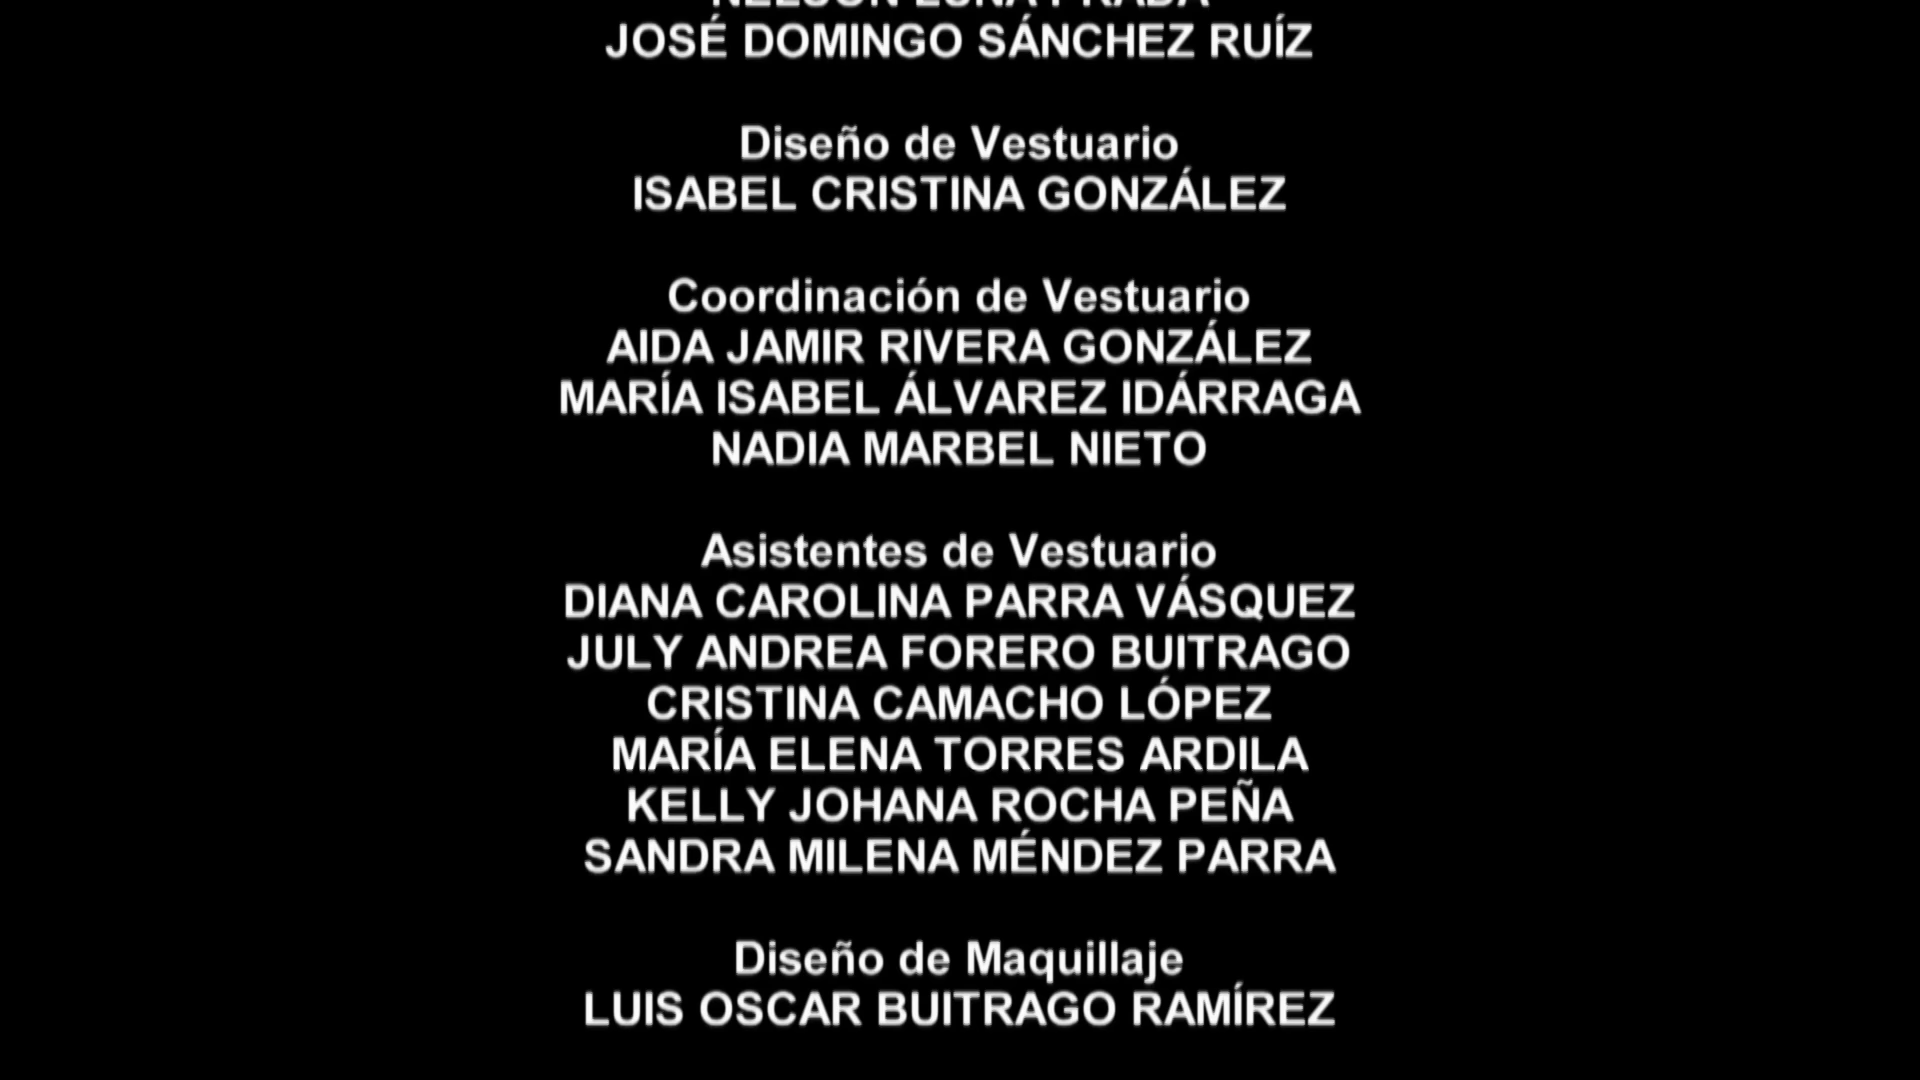 NELSON LUNA PRADA
JOSÉ DOMINGO SÁNCHEZ RUÍZ
Diseño de Vestuario
ISABEL CRISTINA GONZÁLEZ
Coordinación de Vestuario
AIDA JAMIR RIVERA GONZÁLEZ
MARÍA ISABEL ÁLVAREZ IDÁRRAGA
NADIA MARBEL NIETO
Asistentes de Vestuario
DIANA CAROLINA PARRA VÁSQUEZ
JULY ANDREA FORERO BUITRAGO
CRISTINA CAMACHO LÓPEZ
MARÍA ELENA TORRES ARDILA
KELLY JOHANA ROCHA PEÑA
SANDRA MILENA MÉNDEZ PARRA
Diseño de Maquillaje
LUIS OSCAR BUITRAGO RAMÍREZ